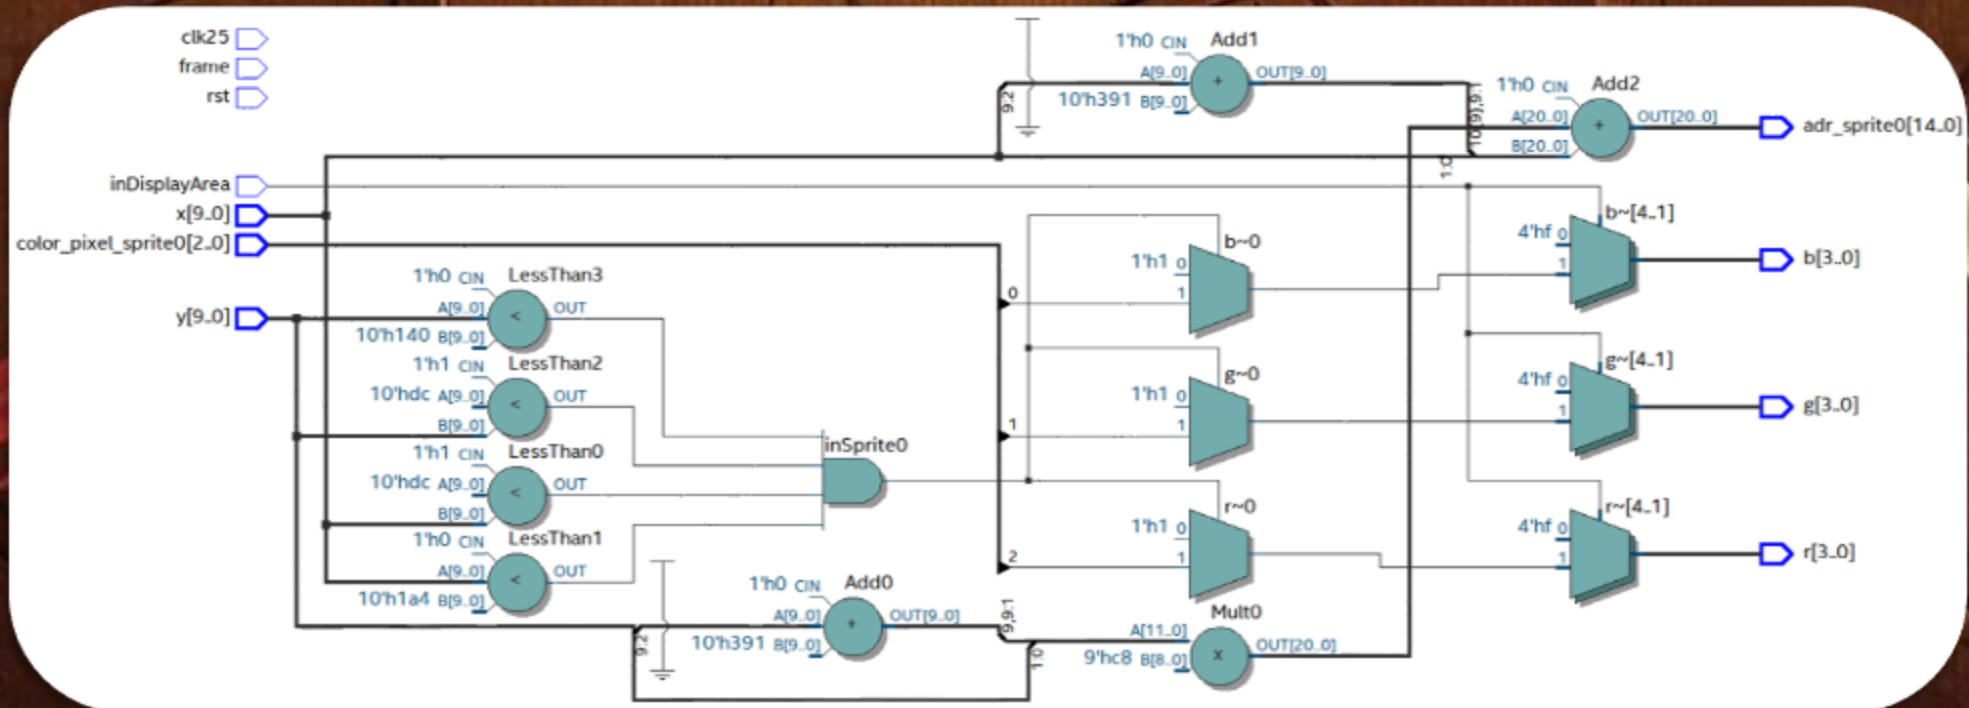 clk25
frame
rst
inDisplayArea
x[9..0]
color_pixel_sprite0[2..0]
y[9..0]
LessThan3
1'h0 CIN
A[9..0]
10'h140 B[9..0]
OUT
<
LessThan2
1'h1 CIN
10'hdc A[9..0]
B[9..0]
OUT
<
LessThan0
1'h1 CIN
10'hdc A[9..0]
B[9..0]
OUT
<
LessThan1
1'h0 CIN
A[9..0]
10'h1a4 B[9..0]
OUT
<
inSprite0
9:2
Add0
1'h0 CIN
A[9..0]
10'h391 B[9..0]
OUT[9..0]
+
9,9:1
1:0
9:2
Add1
1'h0 CIN
A[9..0]
10'h391 B[9..0]
OUT[9..0]
+
0
1
2
b~0
1'h1 0
1
g~0
1'h1 0
1
r~0
1'h1 0
1
Mult0
A[11..0]
9'hc8 B[8..0]
OUT[20..0]
x
10{9},9:1
1:0
Add2
1'h0 CIN
A[20..0]
B[20..0]
OUT[20..0]
+
b~[4..1]
4'hf 0
1
g~[4..1]
4'hf 0
1
r~[4..1]
4'hf 0
1
adr_sprite0[14..0]
b[3..0]
g[3..0]
r[3..0]